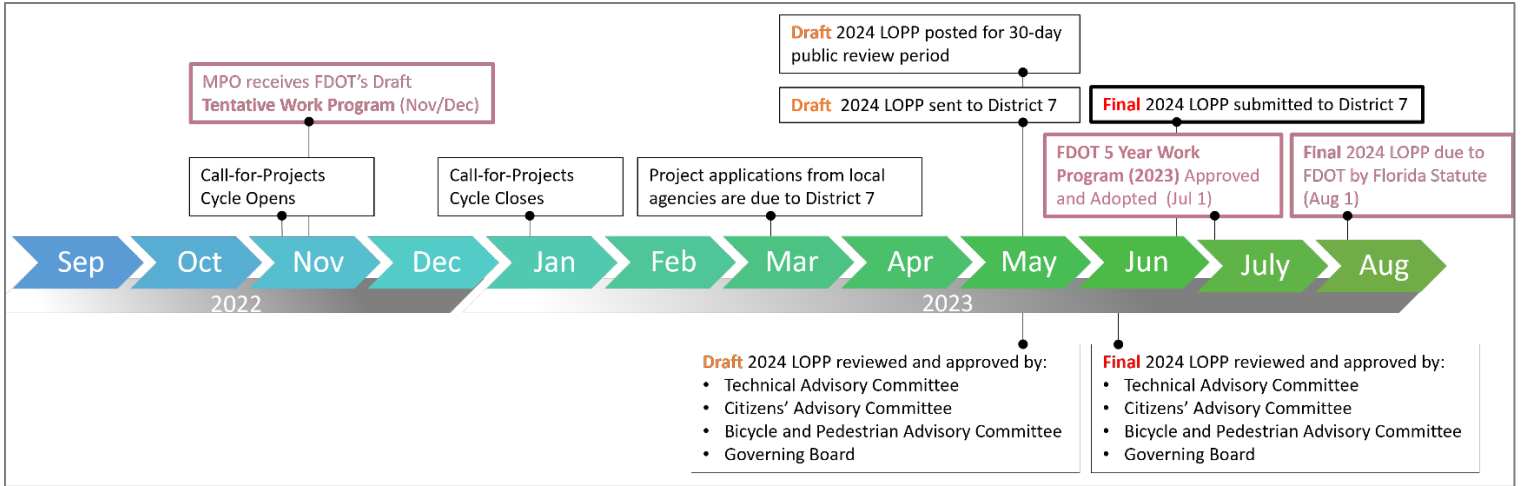 Draft 2024 LOPP posted for 30-day
public review period
MPO receives FDOT's Draft
Tentative Work Program (Nov/Dec)
Draft 2024 LOPP sent to District 7
Final 2024 LOPP submitted to District 7
Call-for-Projects
Cycle Opens
Call-for-Projects
Cycle Closes
Project applications from local
agencies are due to District 7
FDOT 5 Year Work
Program (2023) Approved
and Adopted (Jul 1)
Final 2024 LOPP due to
FDOT by Florida Statute
(Aug 1)
Sep Oct Nov Dec Jan Feb Mar Apr May Jun July Aug
2022 2023
Draft 2024 LOPP reviewed and approved by:
• Technical Advisory Committee
• Citizens' Advisory Committee
• Bicycle and Pedestrian Advisory Committee
• Governing Board
Final 2024 LOPP reviewed and approved by:
• Technical Advisory Committee
• Citizens' Advisory Committee
• Bicycle and Pedestrian Advisory Committee
• Governing Board